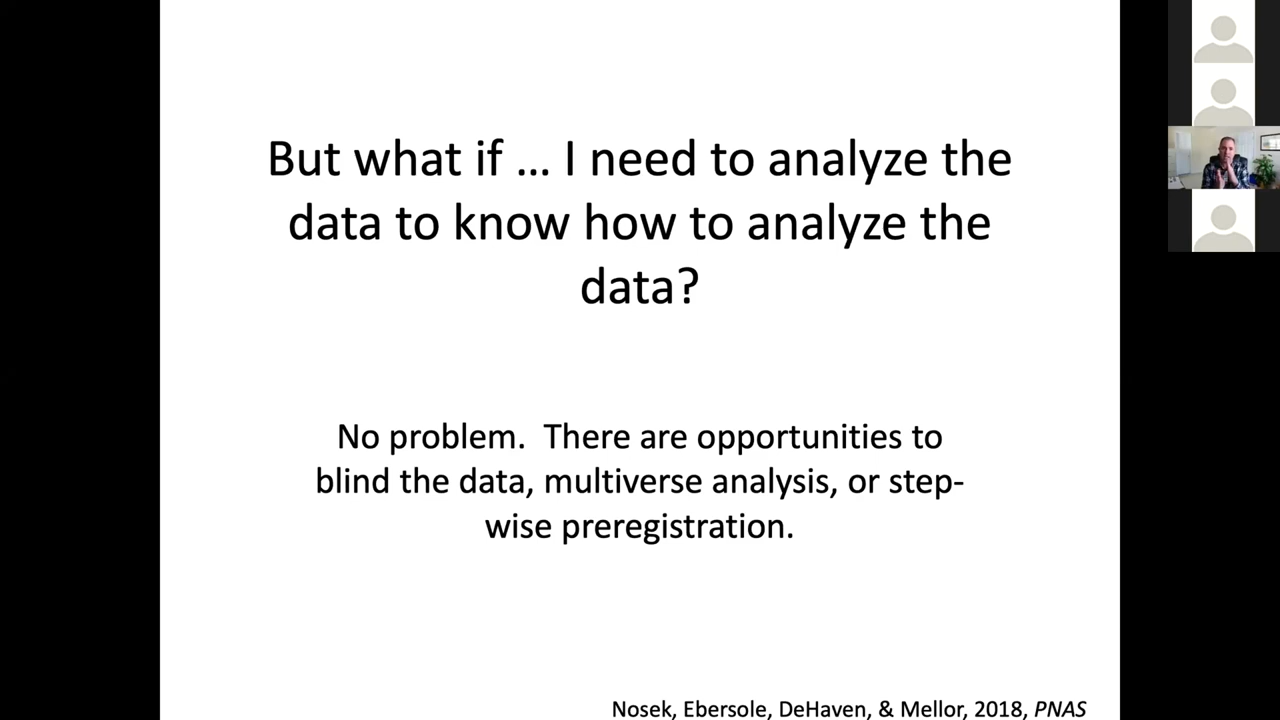 But what if … I need to analyze the
data to know how to analyze the
data?
No problem.  There are opportunities to
blind the data, multiverse analysis, or step-
wise preregistration.
Nosek, Ebersole, DeHaven, & Mellor, 2018, PNAS